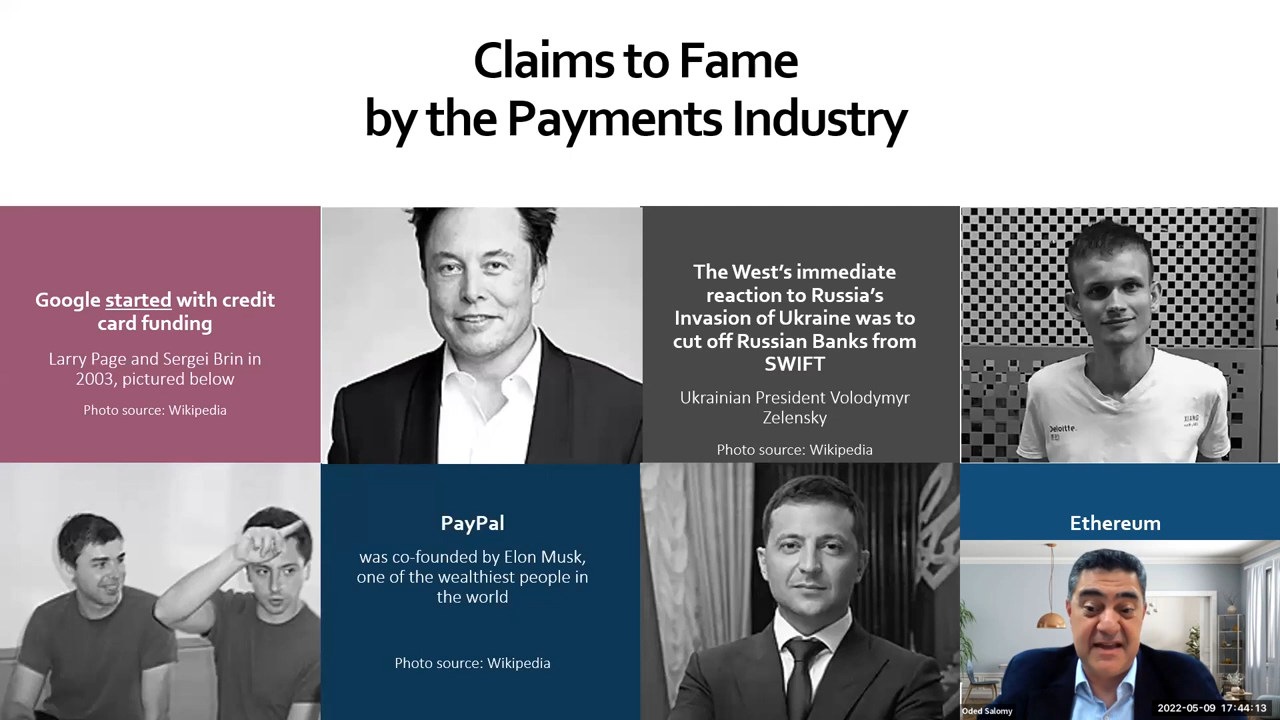 Claims to Fame
by the Payments Industry
Google started with credit
card funding
Larry Page and Sergei Brin in
2003, pictured below
Photo source: Wikipedia
The West's immediate
reaction to Russia's
Invasion of Ukraine was to
cut off Russian Banks from
SWIFT
Ukrainian President Volodymyr
Zelensky
Photo source: Wikipedia
Deloitte.
XIANG
PayPal
was co-founded by Elon Musk,
one of the wealthiest people in
the world
Photo source: Wikipedia
Ethereum
Oded Salomy
2022-05-09 17:44:13